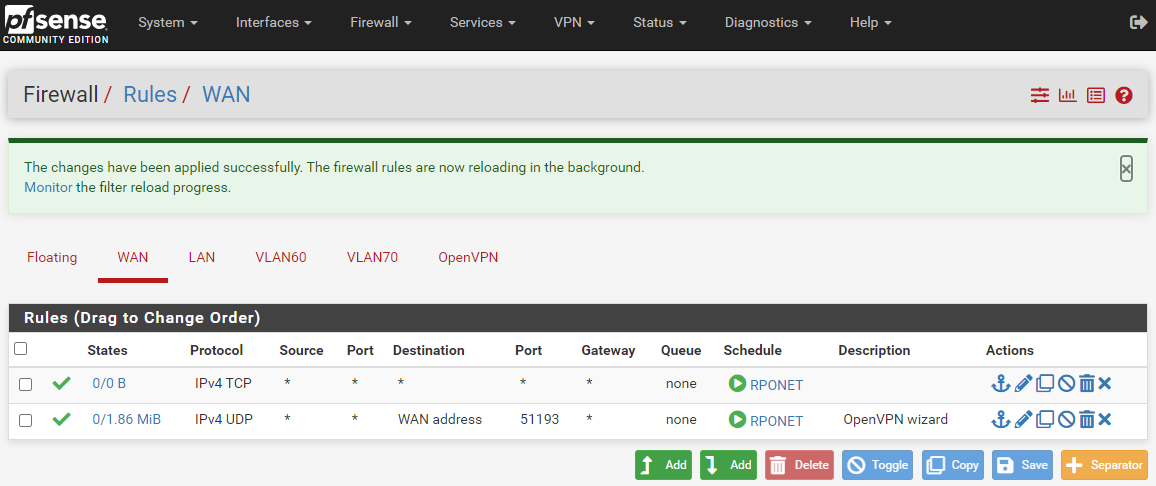 pfsense
COMMUNITY EDITION
System Interfaces Firewall Services VPN Status Diagnostics Help
Firewall / Rules / WAN
The changes have been applied successfully. The firewall rules are now reloading in the background.
Monitor the filter reload progress.
Floating WAN LAN VLAN60 VLAN70 OpenVPN
Rules (Drag to Change Order)
States Protocol Source Port Destination Port Gateway Queue Schedule Description Actions
0/0 B IPv4 TCP * * * * * none RPONET
0/1.86 MiB IPv4 UDP * * WAN address 51193 * none RPONET OpenVPN wizard
Add Add Delete Toggle Copy Save Separator